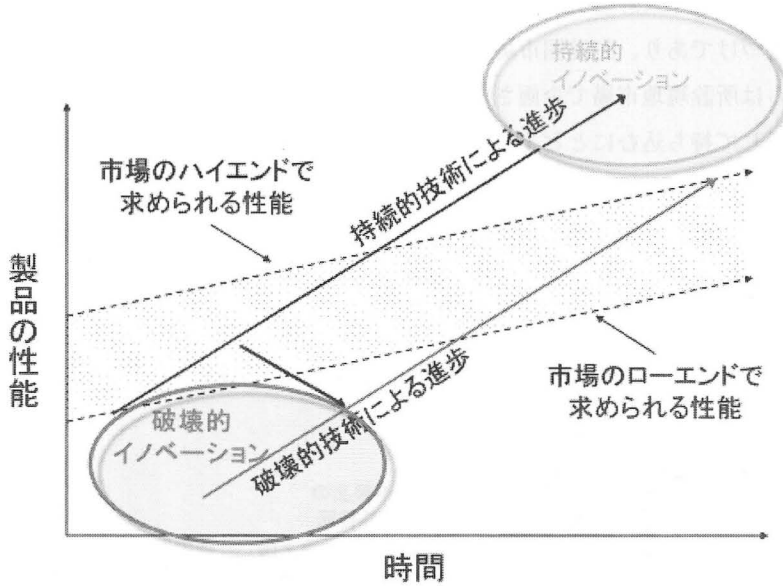 持続的
イノベーション
市場のハイエンドで
求められる性能
持続的技術による進歩
製品の性能
破壊的
イノベーション
破壊的技術による進歩
市場のローエンドで
求められる性能
時間